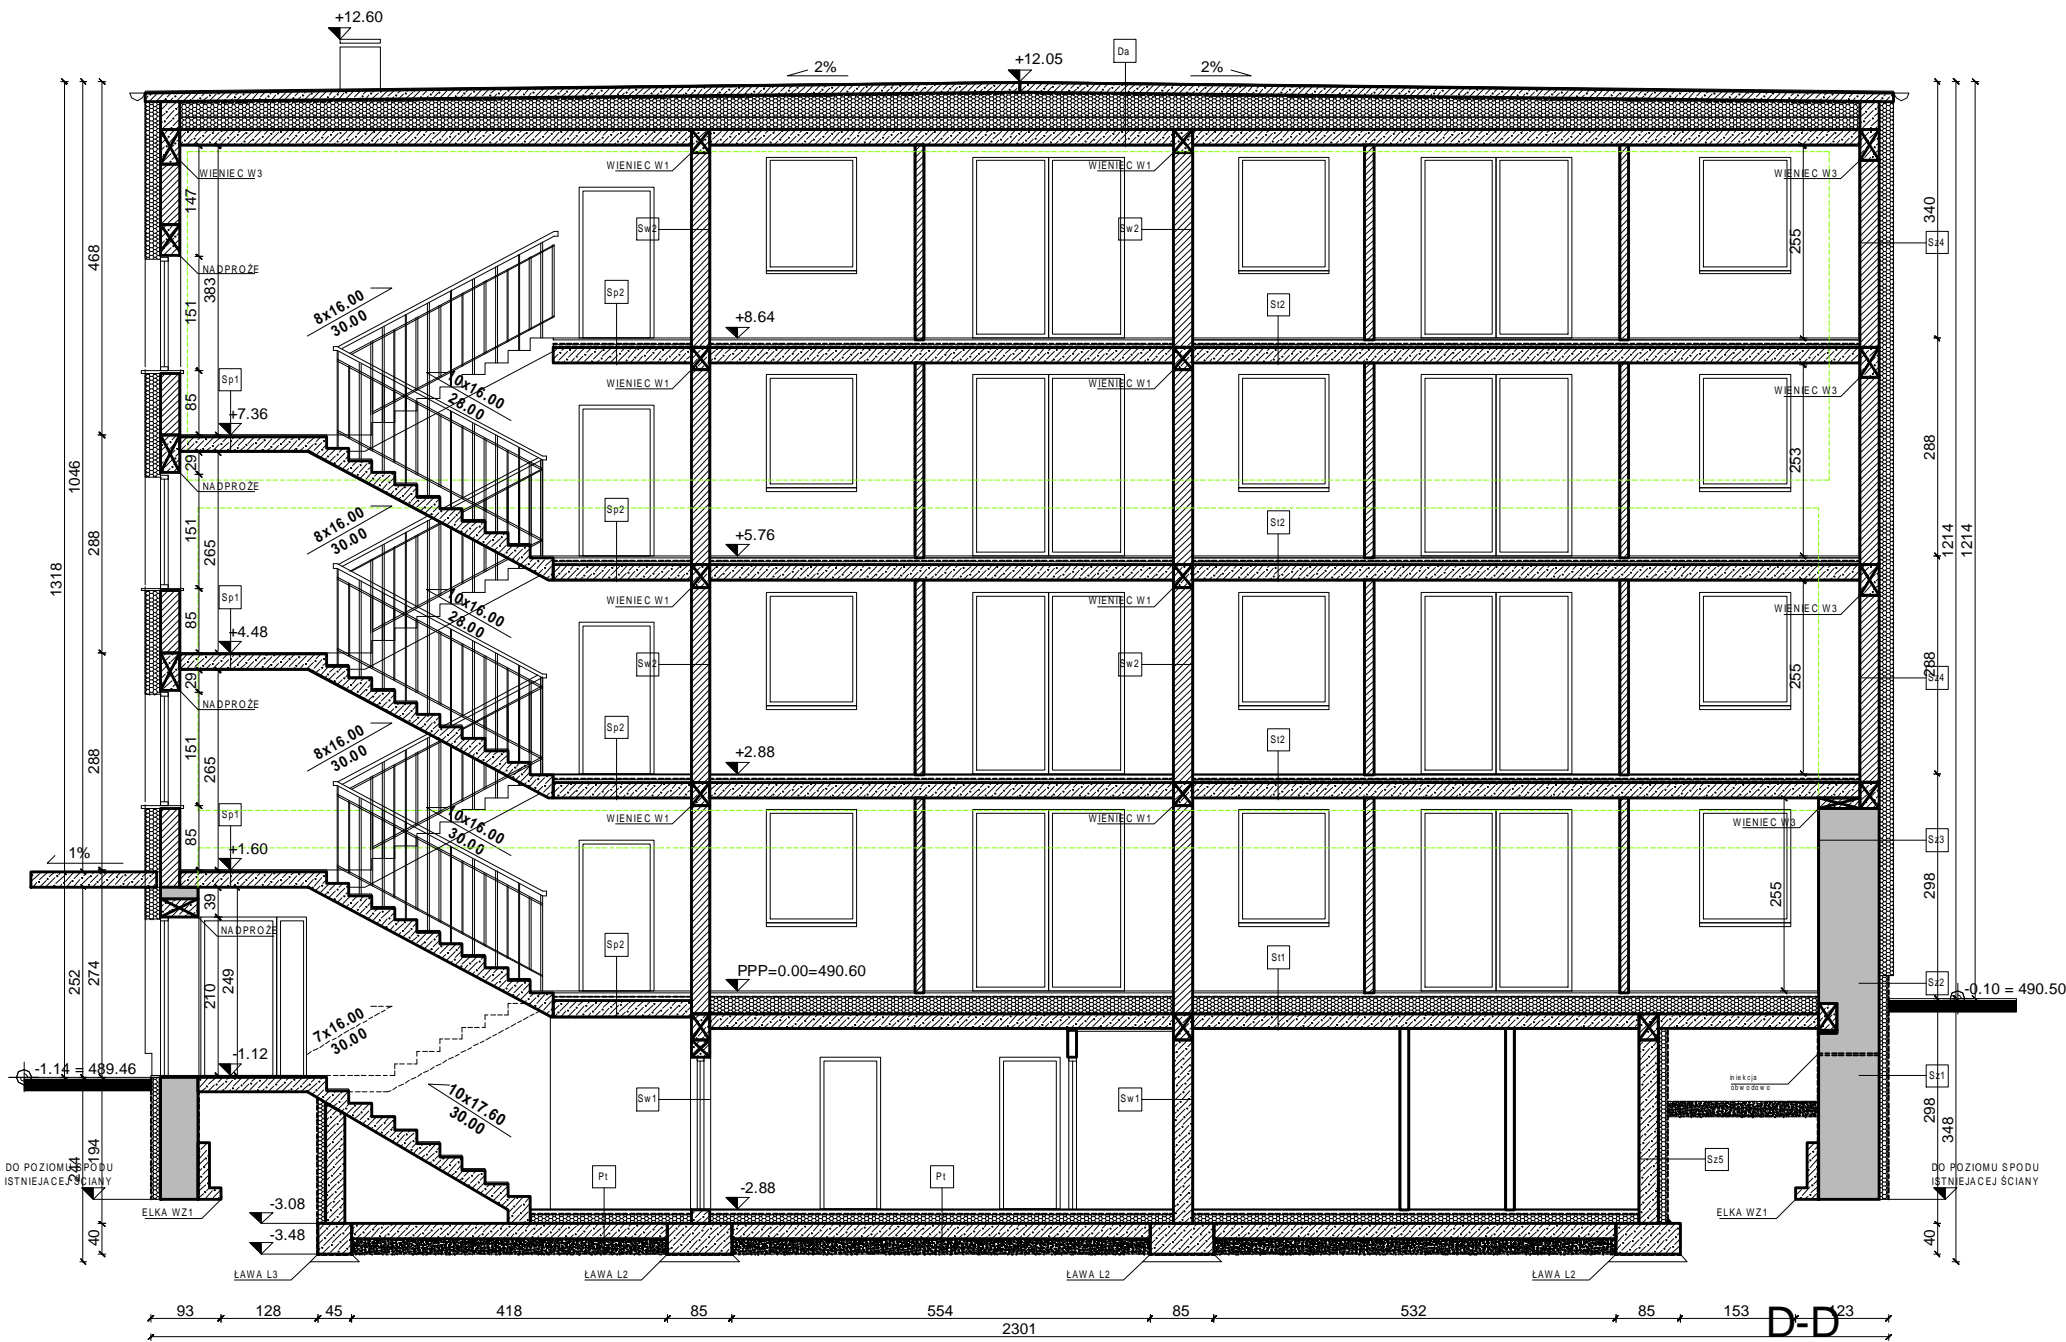 +12.60
Da
2%
+12.05
2%
WIENIEC W3
WIENIEC W1
WIENIEC W1
WIENIEC W3
147
468
340
Sw2
Sw2
255
Sz4
NADPROŻE
383
151
8x16.00
30.00
Sp2
St2
+8.64
Sp1
WIENIEC W1
WIENIEC W1
WIENIEC W3
10x16.00
28.00
85
+7.36
29
1046
253
288
NADPROŻE
Sp2
St2
151
265
288
8x16.00
30.00
+5.76
1214
1214
1318
Sp1
WIENIEC W1
WIENIEC W1
WIENIEC W3
10x16.00
28.00
85
+4.48
29
Sw2
Sw2
255
288
Sz4
NADPROŻE
Sp2
St2
151
265
288
8x16.00
30.00
+2.88
Sp1
WIENIEC W1
WIENIEC W1
WIENIEC W3
10x16.00
30.00
85
1%
+1.60
Sz3
39
255
298
NADPROŻE
Sp2
St1
252
274
210
249
PPP=0.00=490.60
Sz2
-0.10 = 490.50
7x16.00
30.00
-1.12
-1.14 = 489.46
iniekcja
obwodowo
Sz1
10x17.60
30.00
Sw1
Sw1
298
348
194
244
DO POZIOMU SPODU
ISTNIEJACEJ ŚCIANY
Pt
Pt
Sz5
DO POZIOMU SPODU
ISTNIEJACEJ ŚCIANY
-2.88
-3.08
ELKA WZ1
ELKA WZ1
-3.48
40
40
ŁAWA L3
ŁAWA L2
ŁAWA L2
ŁAWA L2
93 128 45 418 85 554 85 532 85 153 123
D-D
2301